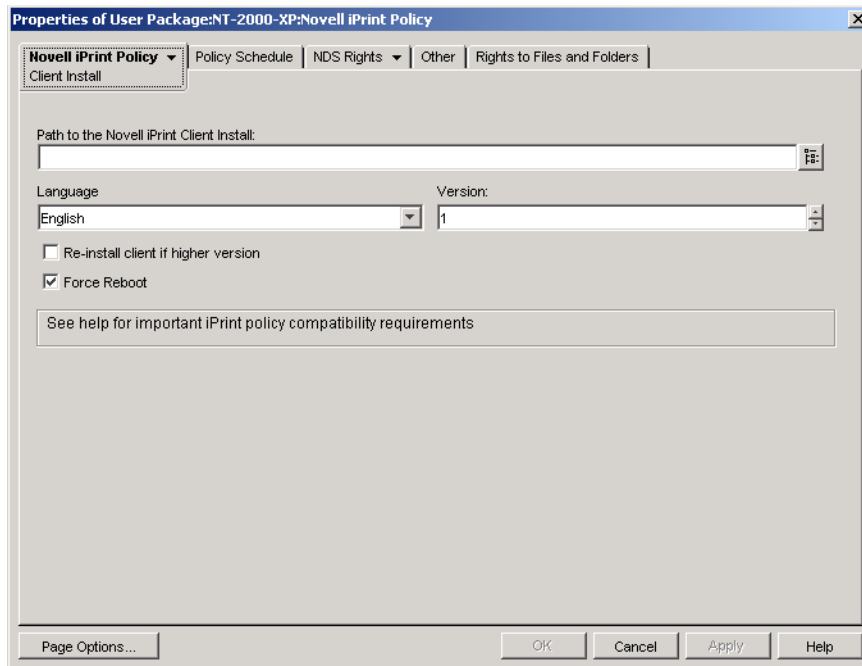 Properties of User Package:NT-2000-XP:Novell iPrint Policy
Novell iPrint Policy Policy Schedule NDS Rights Other Rights to Files and Folders
Client Install
Path to the Novell iPrint Client Install:
Language Version:
English 1
Re-install client if higher version
Force Reboot
See help for important iPrint policy compatibility requirements
Page Options... OK Cancel Apply Help